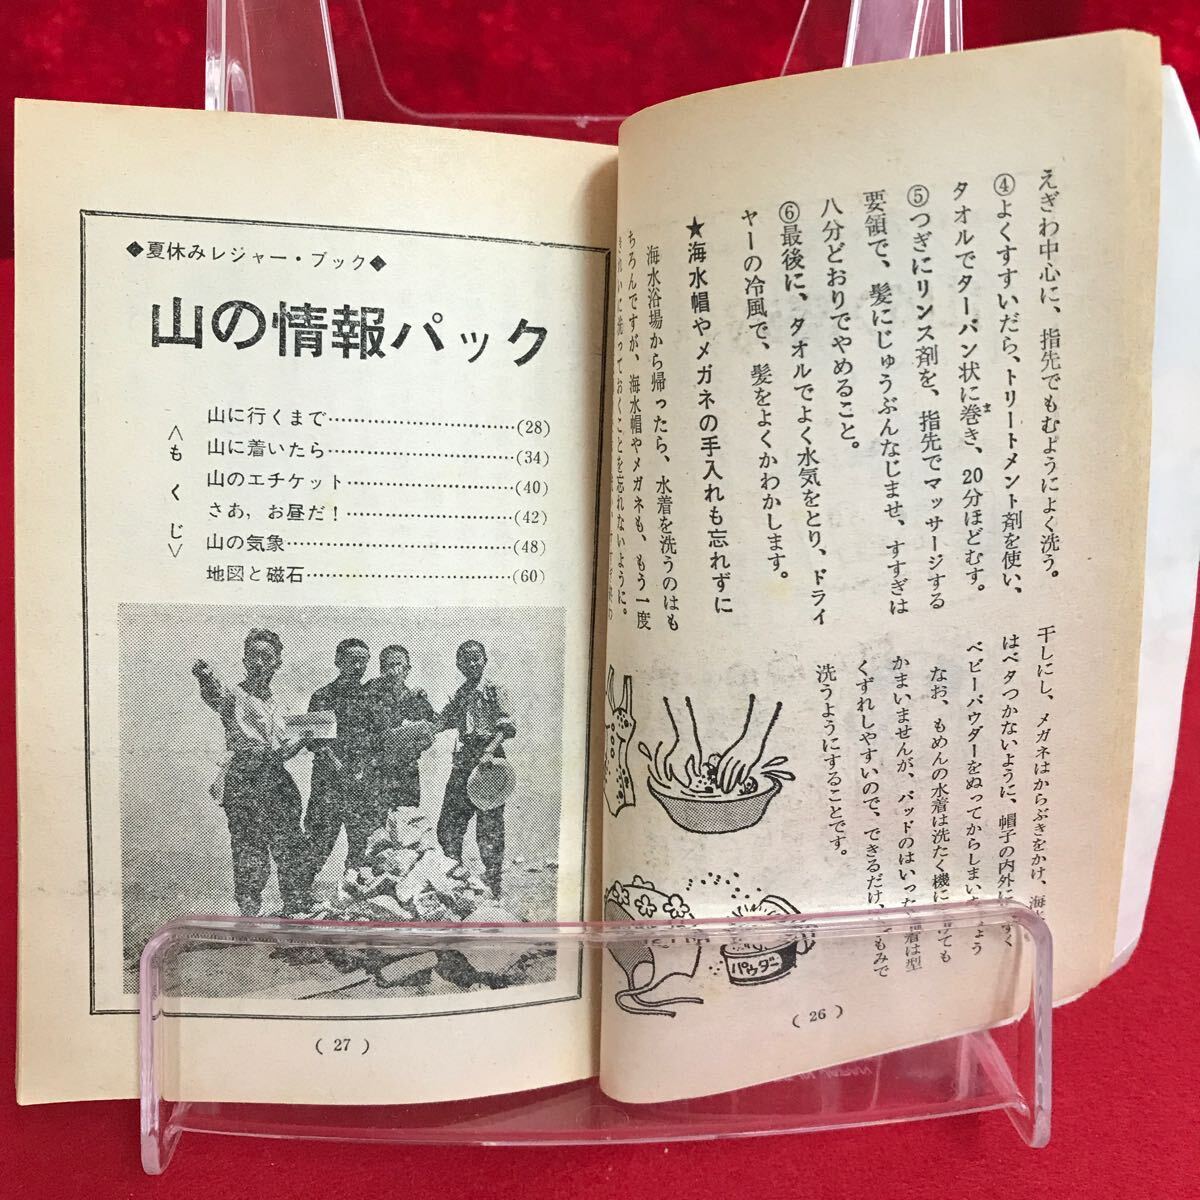 えぎわ中心に、指先でもむようによく洗う。
④よくすすいだら、トリートメント剤を使い、
タオルでターバン状に巻き、20分ほどむす。
ま
⑤つぎにリンス剤を、指先でマッサージする
要領で、髪にじゅうぶんなじませ、すすぎは
八分どおりでやめること。
⑥最後に、タオルでよく水気をとり、ドライ
ヤーの冷風で、髪をよくかわかします。
★海水帽やメガネの手入れも忘れずに
海水浴場から帰ったら、水着を洗うのはも
ちろんですが、海水帽やメガネも、もう一度
きれいに洗っておくことを忘れないように。
干しにし、メガネはからぶきをかけ、海水
はベタつかないように、帽子の内外に
ベビーパウダーをぬってからしまいましょう
なお、もめんの水着は洗たく機に
かまいませんが、パッドのはいった水着は型
くずれしやすいので、できるだけ、手もみで
洗うようにすることです。
パウダー
( 26 )
◆夏休みレジャー・ブック◆
山の情報パック
<もくじ>
山に行くまで……………………………(28)
山に着いたら……………………………(34)
山のエチケット…………………………(40)
さあ，お昼だ！…………………………(42)
山の気象…………………………………(48)
地図と磁石………………………………(60)
( 27 )